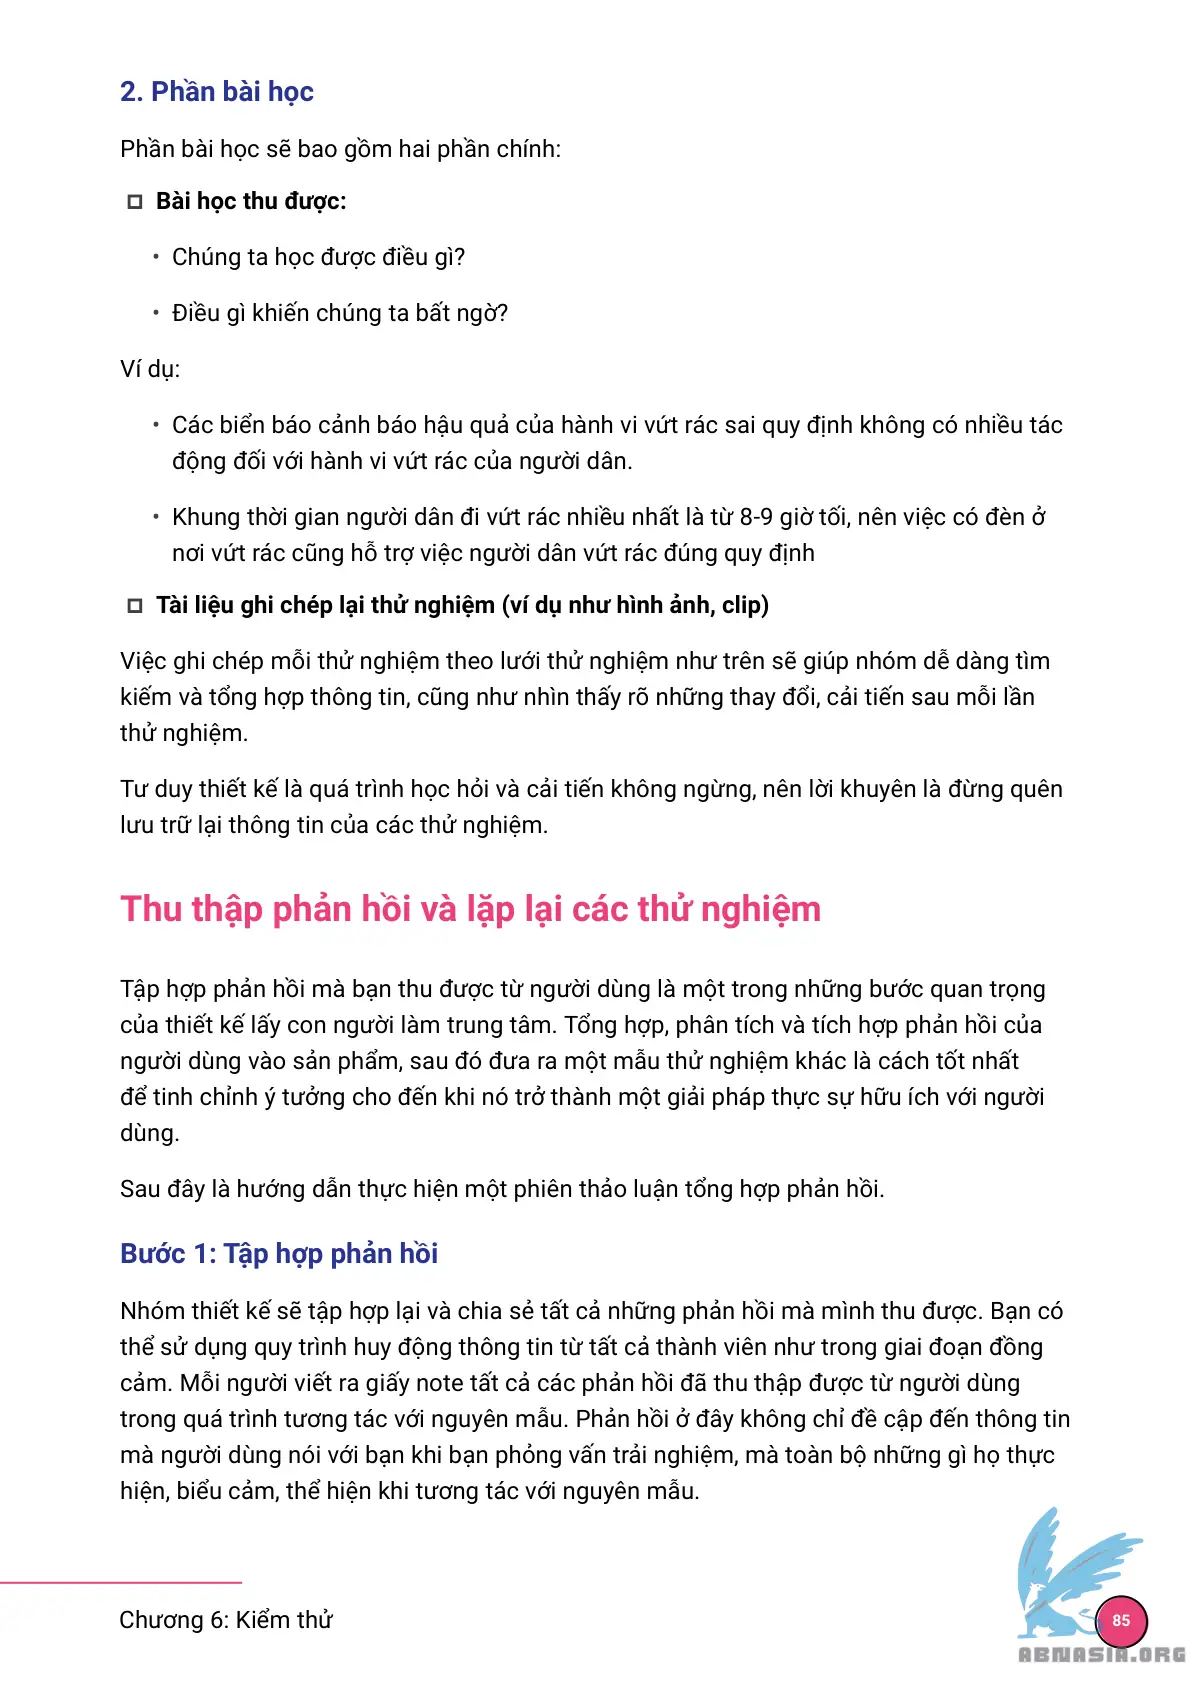 2. Phần bài học
Phần bài học sẽ bao gồm hai phần chính:
Bài học thu được:
• Chúng ta học được điều gì?
• Điều gì khiến chúng ta bất ngờ?
Ví dụ:
• Các biển báo cảnh báo hậu quả của hành vi vứt rác sai quy định không có nhiều tác
động đối với hành vi vứt rác của người dân.
• Khung thời gian người dân đi vứt rác nhiều nhất là từ 8-9 giờ tối, nên việc có đèn ở
nơi vứt rác cũng hỗ trợ việc người dân vứt rác đúng quy định
Tài liệu ghi chép lại thử nghiệm (ví dụ như hình ảnh, clip)
Việc ghi chép mỗi thử nghiệm theo lưới thử nghiệm như trên sẽ giúp nhóm dễ dàng tìm
kiếm và tổng hợp thông tin, cũng như nhìn thấy rõ những thay đổi, cải tiến sau mỗi lần
thử nghiệm.
Tư duy thiết kế là quá trình học hỏi và cải tiến không ngừng, nên lời khuyên là đừng quên
lưu trữ lại thông tin của các thử nghiệm.
Thu thập phản hồi và lặp lại các thử nghiệm
Tập hợp phản hồi mà bạn thu được từ người dùng là một trong những bước quan trọng
của thiết kế lấy con người làm trung tâm. Tổng hợp, phân tích và tích hợp phản hồi của
người dùng vào sản phẩm, sau đó đưa ra một mẫu thử nghiệm khác là cách tốt nhất
để tinh chỉnh ý tưởng cho đến khi nó trở thành một giải pháp thực sự hữu ích với người
dùng.
Sau đây là hướng dẫn thực hiện một phiên thảo luận tổng hợp phản hồi.
Bước 1: Tập hợp phản hồi
Nhóm thiết kế sẽ tập hợp lại và chia sẻ tất cả những phản hồi mà mình thu được. Bạn có
thể sử dụng quy trình huy động thông tin từ tất cả thành viên như trong giai đoạn đồng
cảm. Mỗi người viết ra giấy note tất cả các phản hồi đã thu thập được từ người dùng
trong quá trình tương tác với nguyên mẫu. Phản hồi ở đây không chỉ đề cập đến thông tin
mà người dùng nói với bạn khi bạn phỏng vấn trải nghiệm, mà toàn bộ những gì họ thực
hiện, biểu cảm, thể hiện khi tương tác với nguyên mẫu.
Chương 6: Kiểm thử
85
ABNASIA.ORG